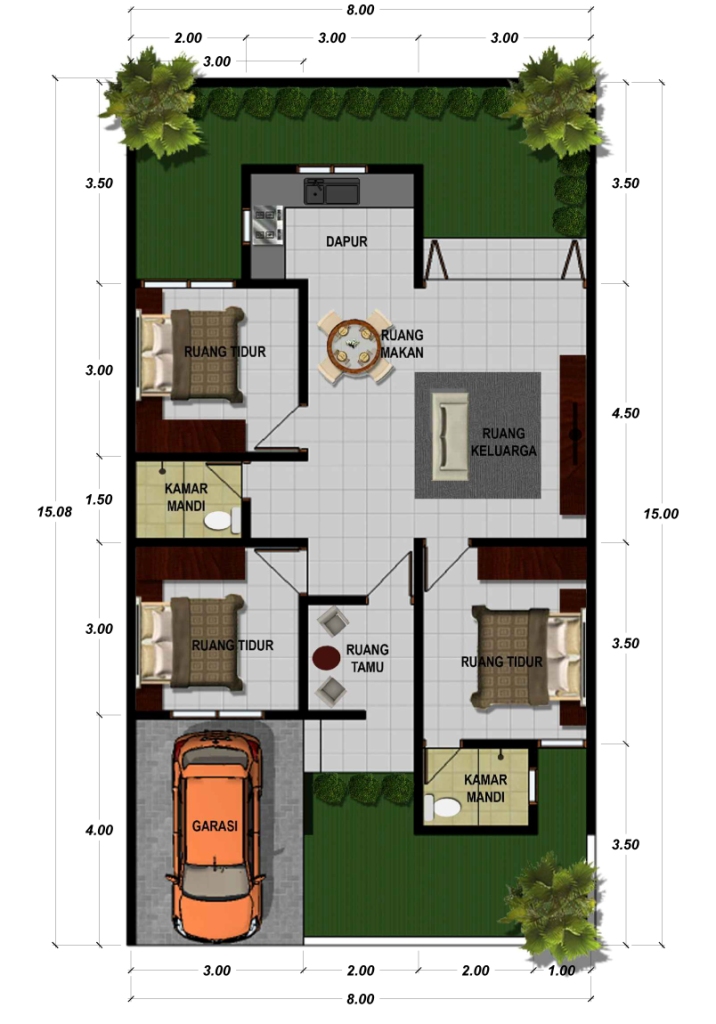 8.00
2.00
3.00
3.00
3.00
3.50
3.50
DAPUR
RUANG
MAKAN
RUANG TIDUR
3.00
4.50
RUANG
KELUARGA
KAMAR
MANDI
1.50
15.08
15.00
3.00
RUANG TIDUR
RUANG
TAMU
RUANG TIDUR
3.50
KAMAR
MANDI
GARASI
4.00
3.50
3.00
2.00
2.00
1.00
8.00